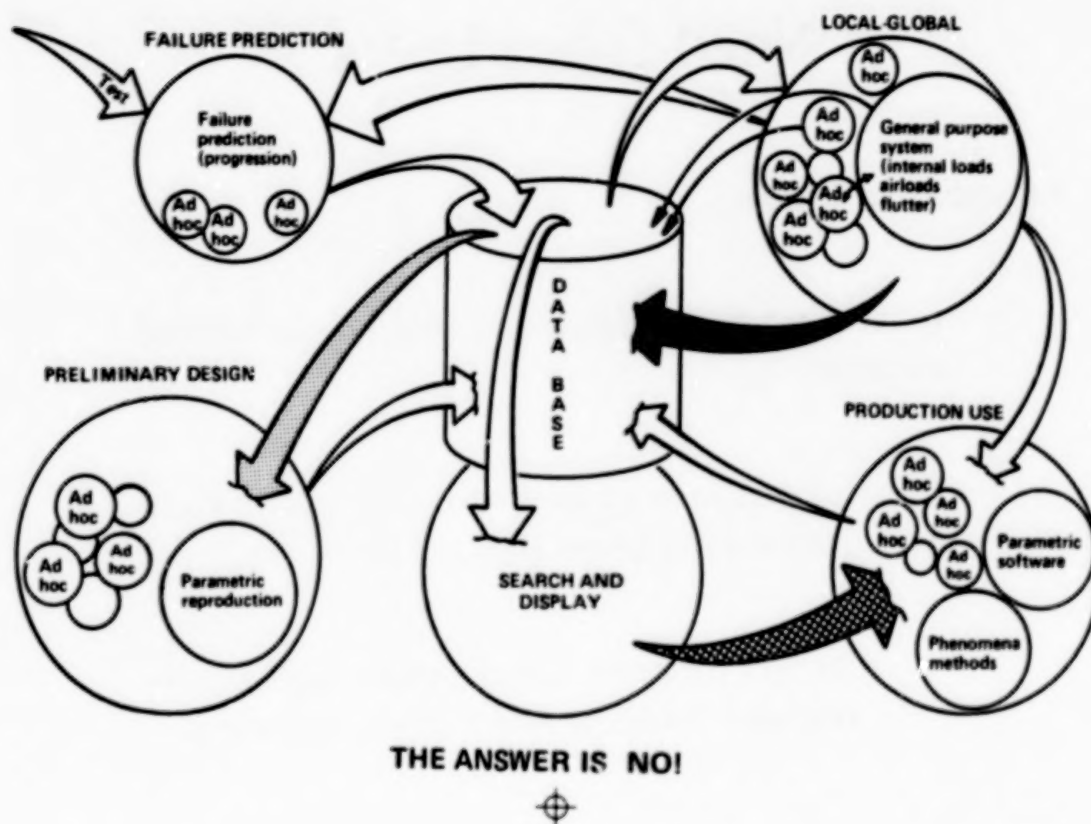 FAILURE PREDICTION
Test
Failure
prediction
(progression)
Ad
hoc
Ad
hoc
Ad
hoc
LOCAL-GLOBAL
Ad
hoc
Ad
hoc
Ad
hoc
Ad
hoc
Ad
hoc
General purpose
system
(internal loads
airloads
flutter)
DATA BASE
PRELIMINARY DESIGN
Ad
hoc
Ad
hoc
Ad
hoc
Parametric
reproduction
SEARCH AND
DISPLAY
PRODUCTION USE
Ad
hoc
Ad
hoc
Ad
hoc
Ad
hoc
Parametric
software
Phenomena
methods
THE ANSWER IS NO!